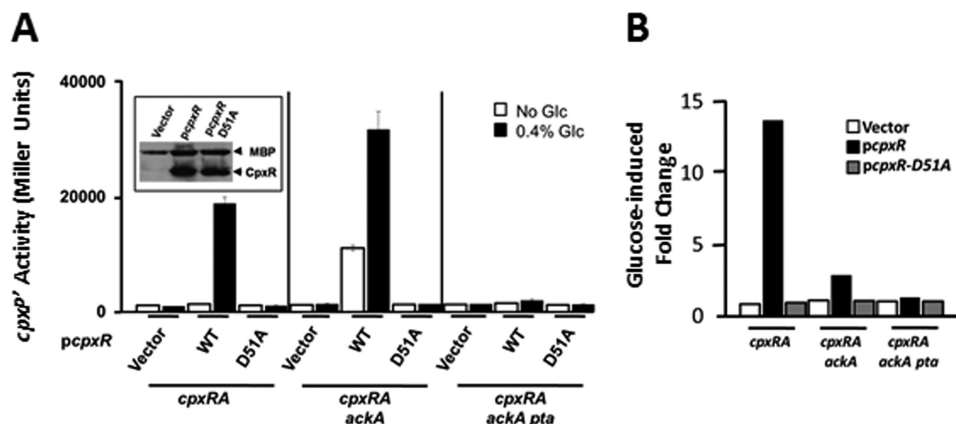 A
cpxP' Activity (Miller Units)
40000
20000
0
Vector
pcpxR
pcpxR D51A
MBP
CpxR
No Glc
0.4% Glc
pcpxR
Vector
WT
D51A
Vector
WT
D51A
Vector
WT
D51A
cpxRA
cpxRA
ackA
cpxRA
ackA pta
B
Glucose-induced
Fold Change
15
10
5
0
Vector
pcpxR
pcpxR-D51A
cpxRA
cpxRA
ackA
cpxRA
ackA pta